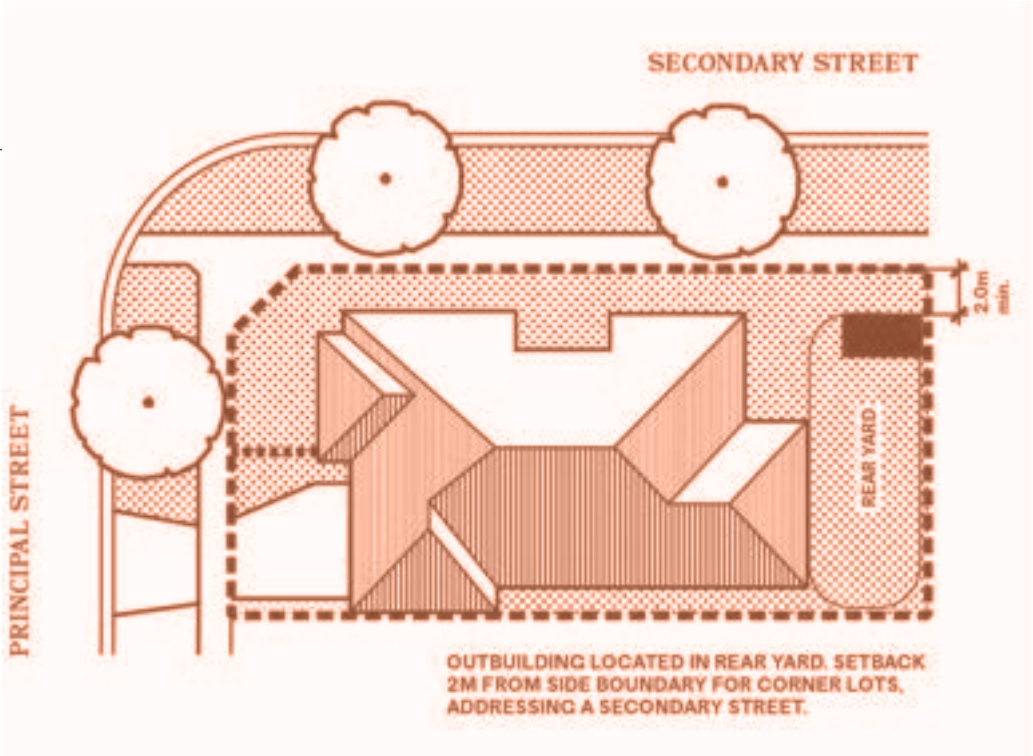 SECONDARY STREET
2.0m
min.
PRINCIPAL STREET
REAR YARD
OUTBUILDING LOCATED IN REAR YARD. SETBACK
2M FROM SIDE BOUNDARY FOR CORNER LOTS,
ADDRESSING A SECONDARY STREET.